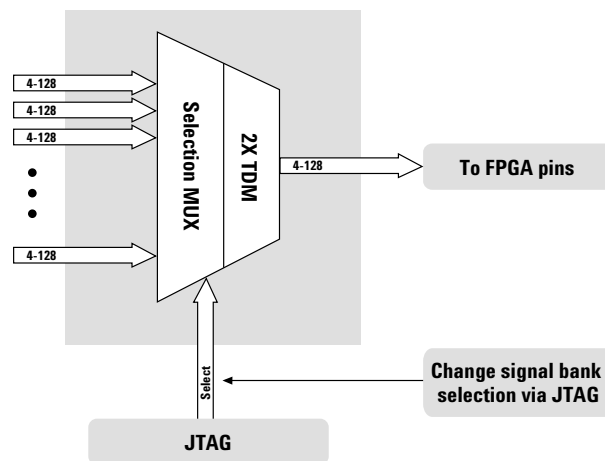 4-128
4-128
4-128
4-128
Selection MUX
2X TDM
4-128
To FPGA pins
Select
Change signal bank
selection via JTAG
JTAG